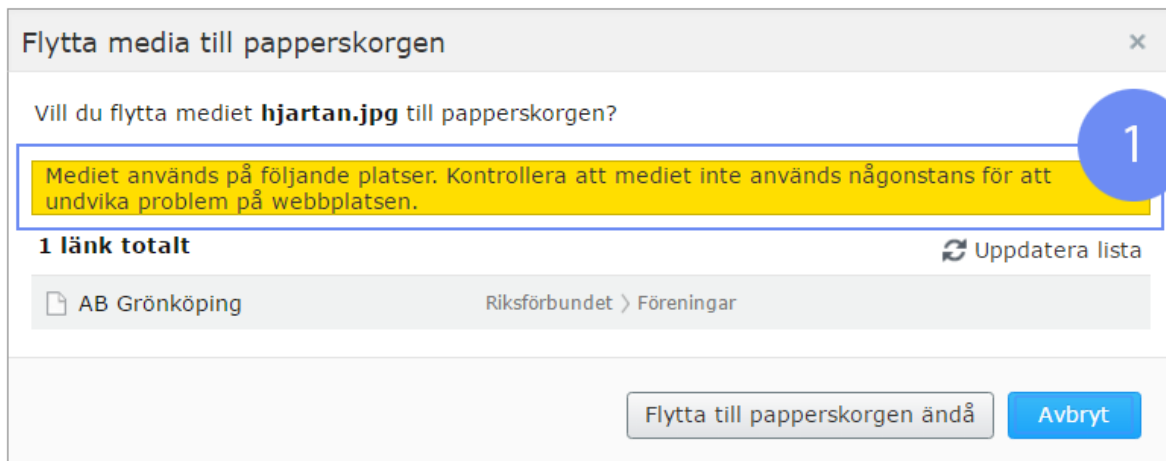 Flytta media till papperskorgen ×
Vill du flytta mediet hjartan.jpg till papperskorgen?
1
Mediet används på följande platser. Kontrollera att mediet inte används någonstans för att
undvika problem på webbplatsen.
1 länk totalt Uppdatera lista
AB Grönköping Riksförbundet 〉 Föreningar
Flytta till papperskorgen ändå Avbryt